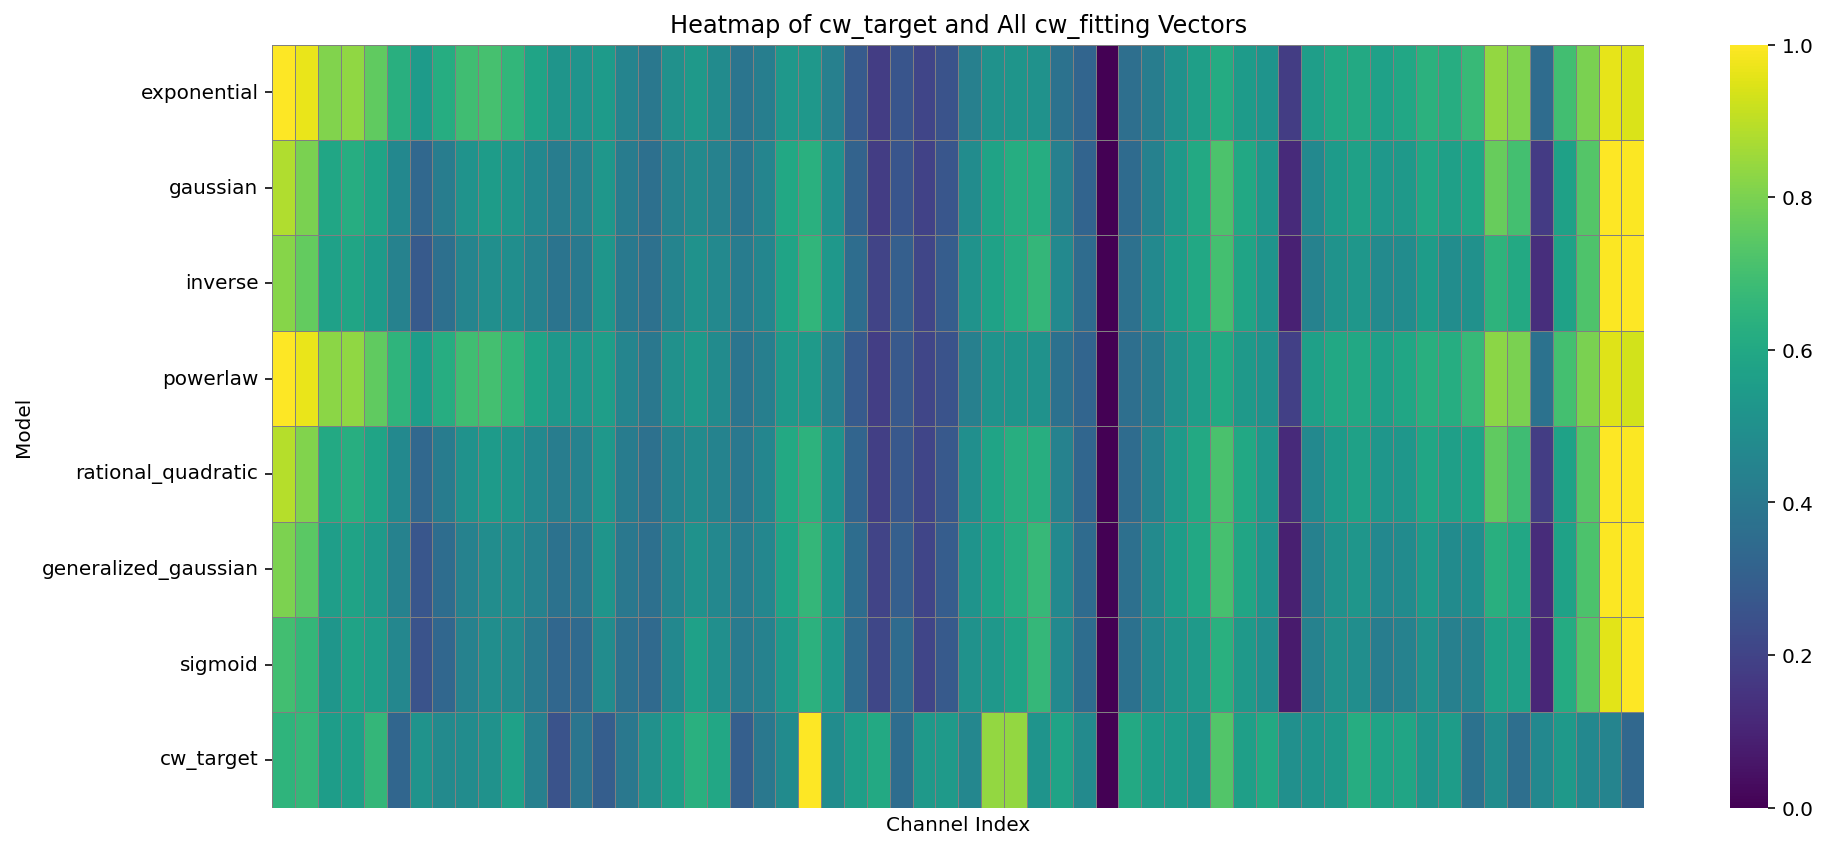 Heatmap of cw_target and All cw_fitting Vectors
Model
exponential
gaussian
inverse
powerlaw
rational_quadratic
generalized_gaussian
sigmoid
cw_target
Channel Index
1.0
0.8
0.6
0.4
0.2
0.0